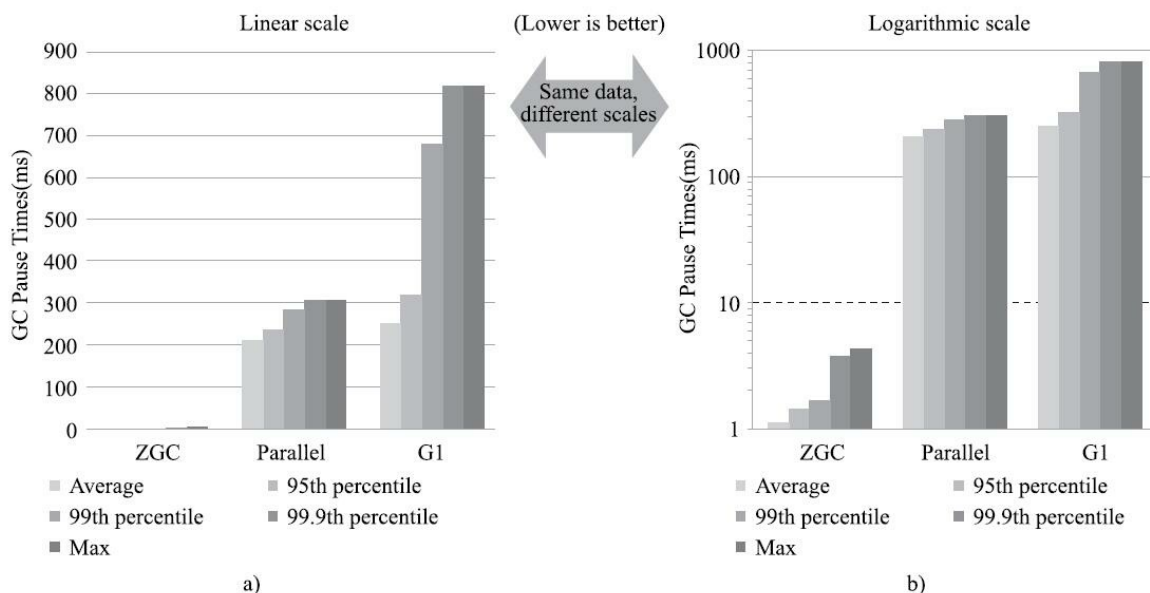 Linear scale
(Lower is better)
Logarithmic scale
Same data,
different scales
GC Pause Times(ms)
900
800
700
600
500
400
300
200
100
0
ZGC Parallel G1
Average 95th percentile
99th percentile 99.9th percentile
Max
a)
GC Pause Times(ms)
1000
100
10
1
ZGC Parallel G1
Average 95th percentile
99th percentile 99.9th percentile
Max
b)